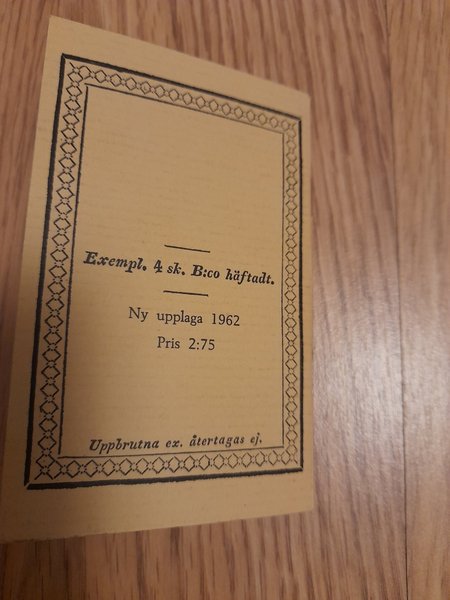 Exempl. 4 sk. B:co häftadt.
Ny upplaga 1962
Pris 2:75
Uppbrutna ex. återtagas ej.